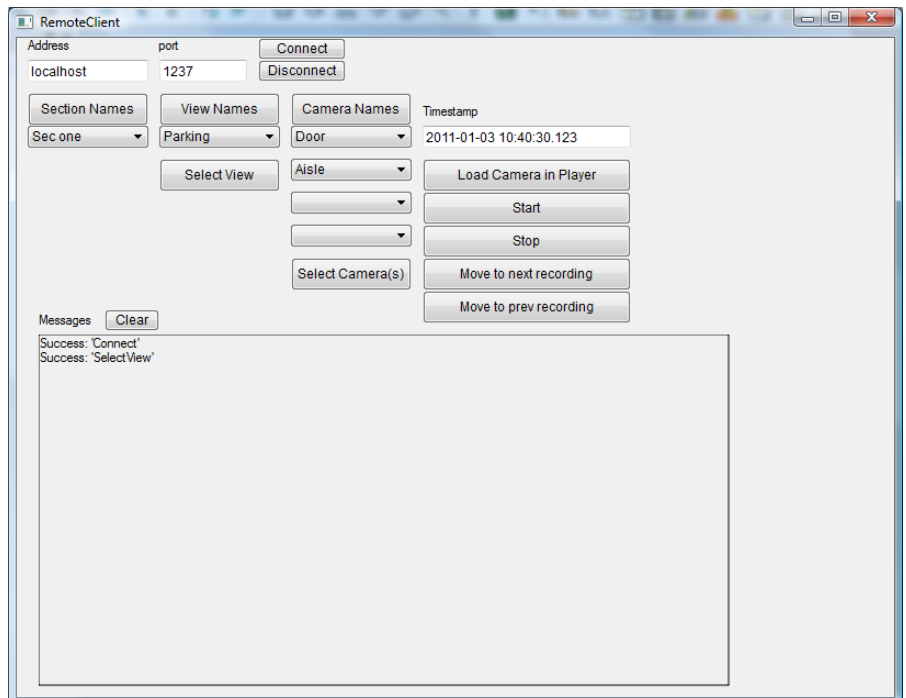 RemoteClient
Address port Connect
localhost 1237 Disconnect
Section Names View Names Camera Names Timestamp
Sec one Parking Door 2011-01-03 10:40:30.123
Select View Aisle Load Camera in Player
Start
Stop
Select Camera(s) Move to next recording
Move to prev recording
Messages Clear
Success: 'Connect'
Success: 'SelectView'